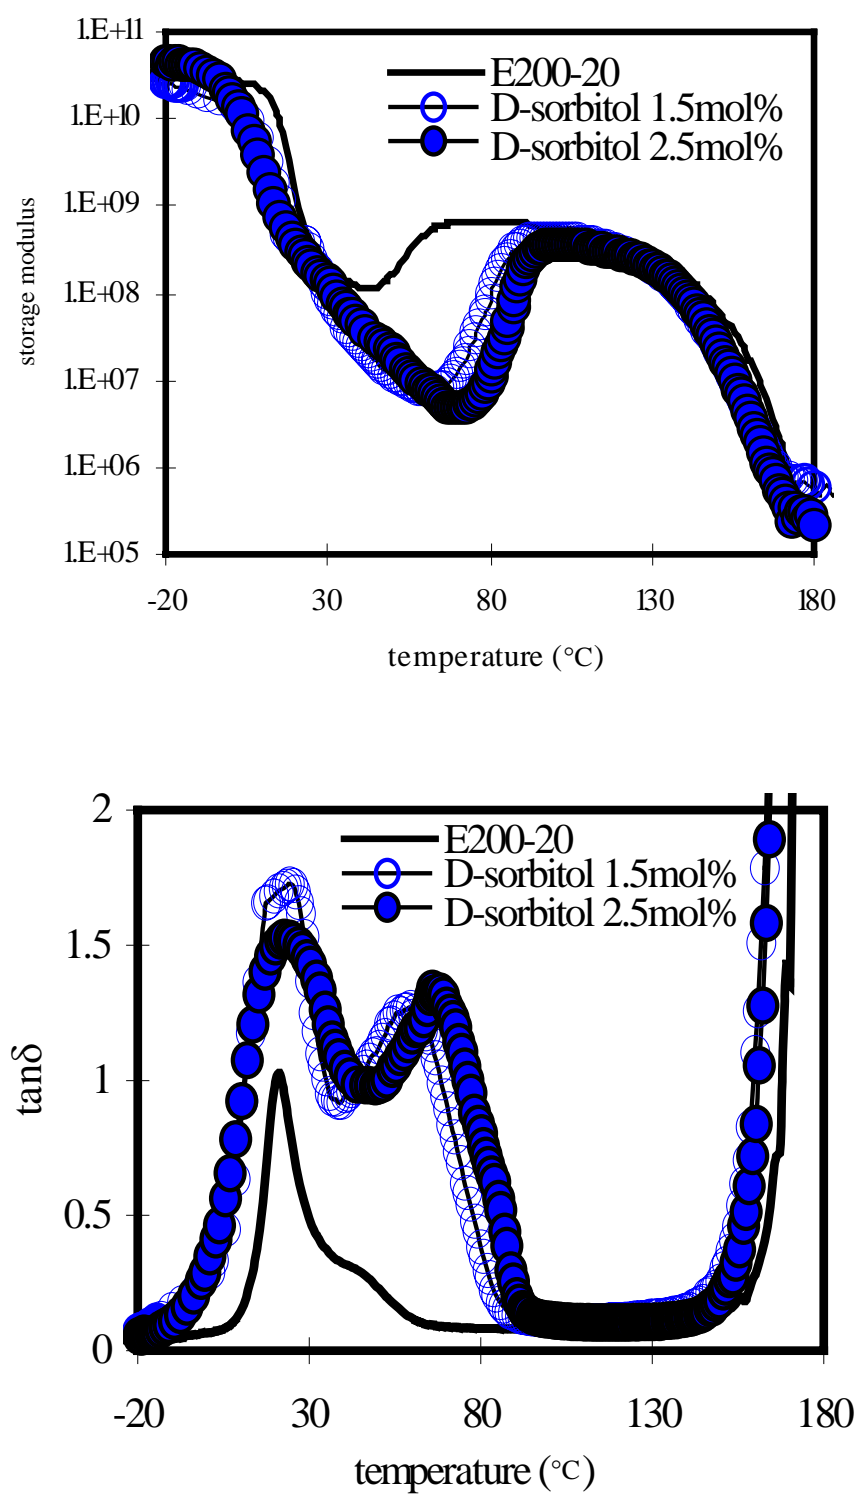 1.E+11
E200-20
D-sorbitol 1.5mol%
D-sorbitol 2.5mol%
1.E+10
1.E+09
1.E+08
1.E+07
1.E+06
1.E+05
storage modulus
-20 30 80 130 180
temperature (°C)
2
E200-20
D-sorbitol 1.5mol%
D-sorbitol 2.5mol%
1.5
1
0.5
0
tanδ
-20 30 80 130 180
temperature (°C)